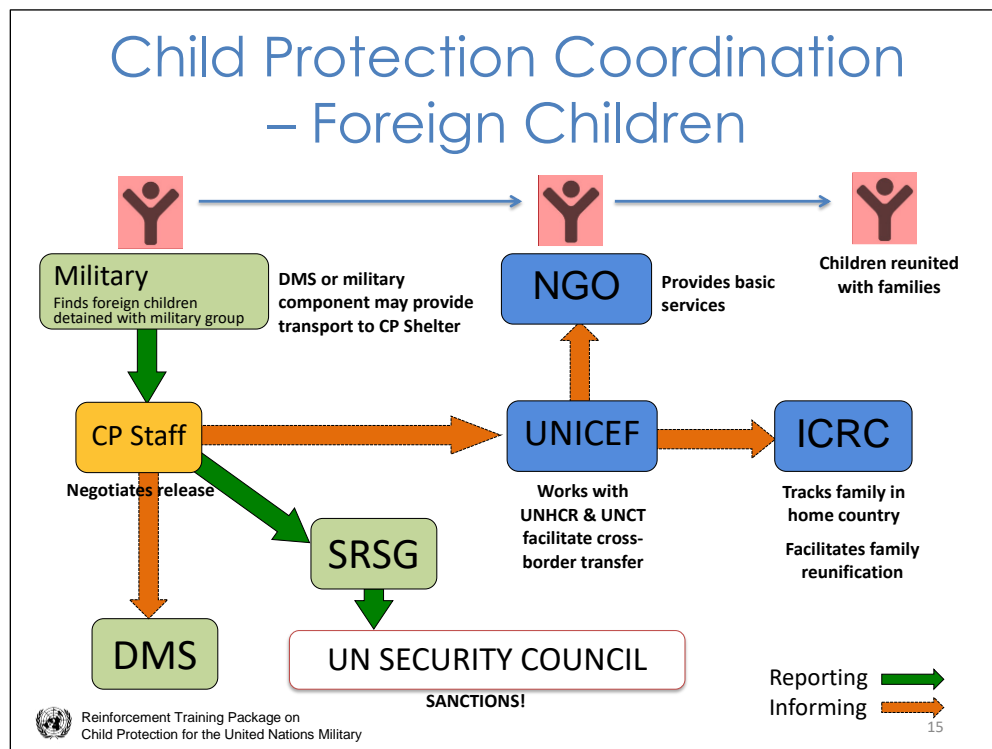 Child Protection Coordination
– Foreign Children
Military
Finds foreign children
detained with military group
DMS or military
component may provide
transport to CP Shelter
NGO
Provides basic
services
Children reunited
with families
CP Staff
Negotiates release
UNICEF
Works with
UNHCR & UNCT
facilitate cross-
border transfer
ICRC
Tracks family in
home country
Facilitates family
reunification
SRSG
DMS
UN SECURITY COUNCIL
SANCTIONS!
Reporting
Informing
Reinforcement Training Package on
Child Protection for the United Nations Military
15